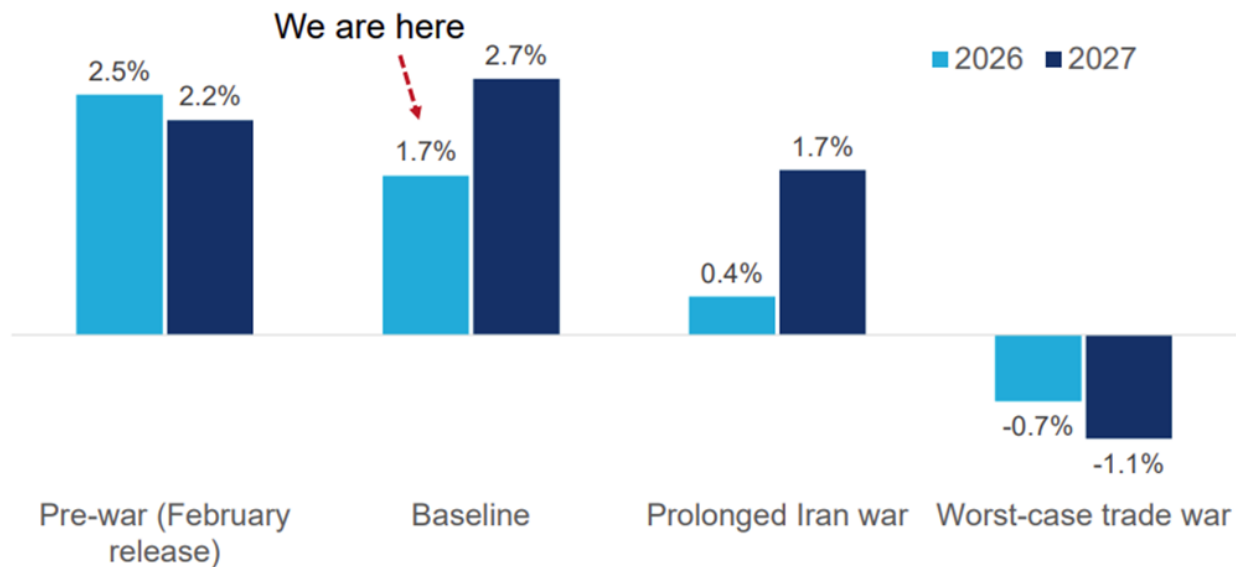 We are here
2026 2027
2.5%
2.2%
1.7%
2.7%
0.4%
1.7%
-0.7%
-1.1%
Pre-war (February
release)
Baseline
Prolonged Iran war
Worst-case trade war